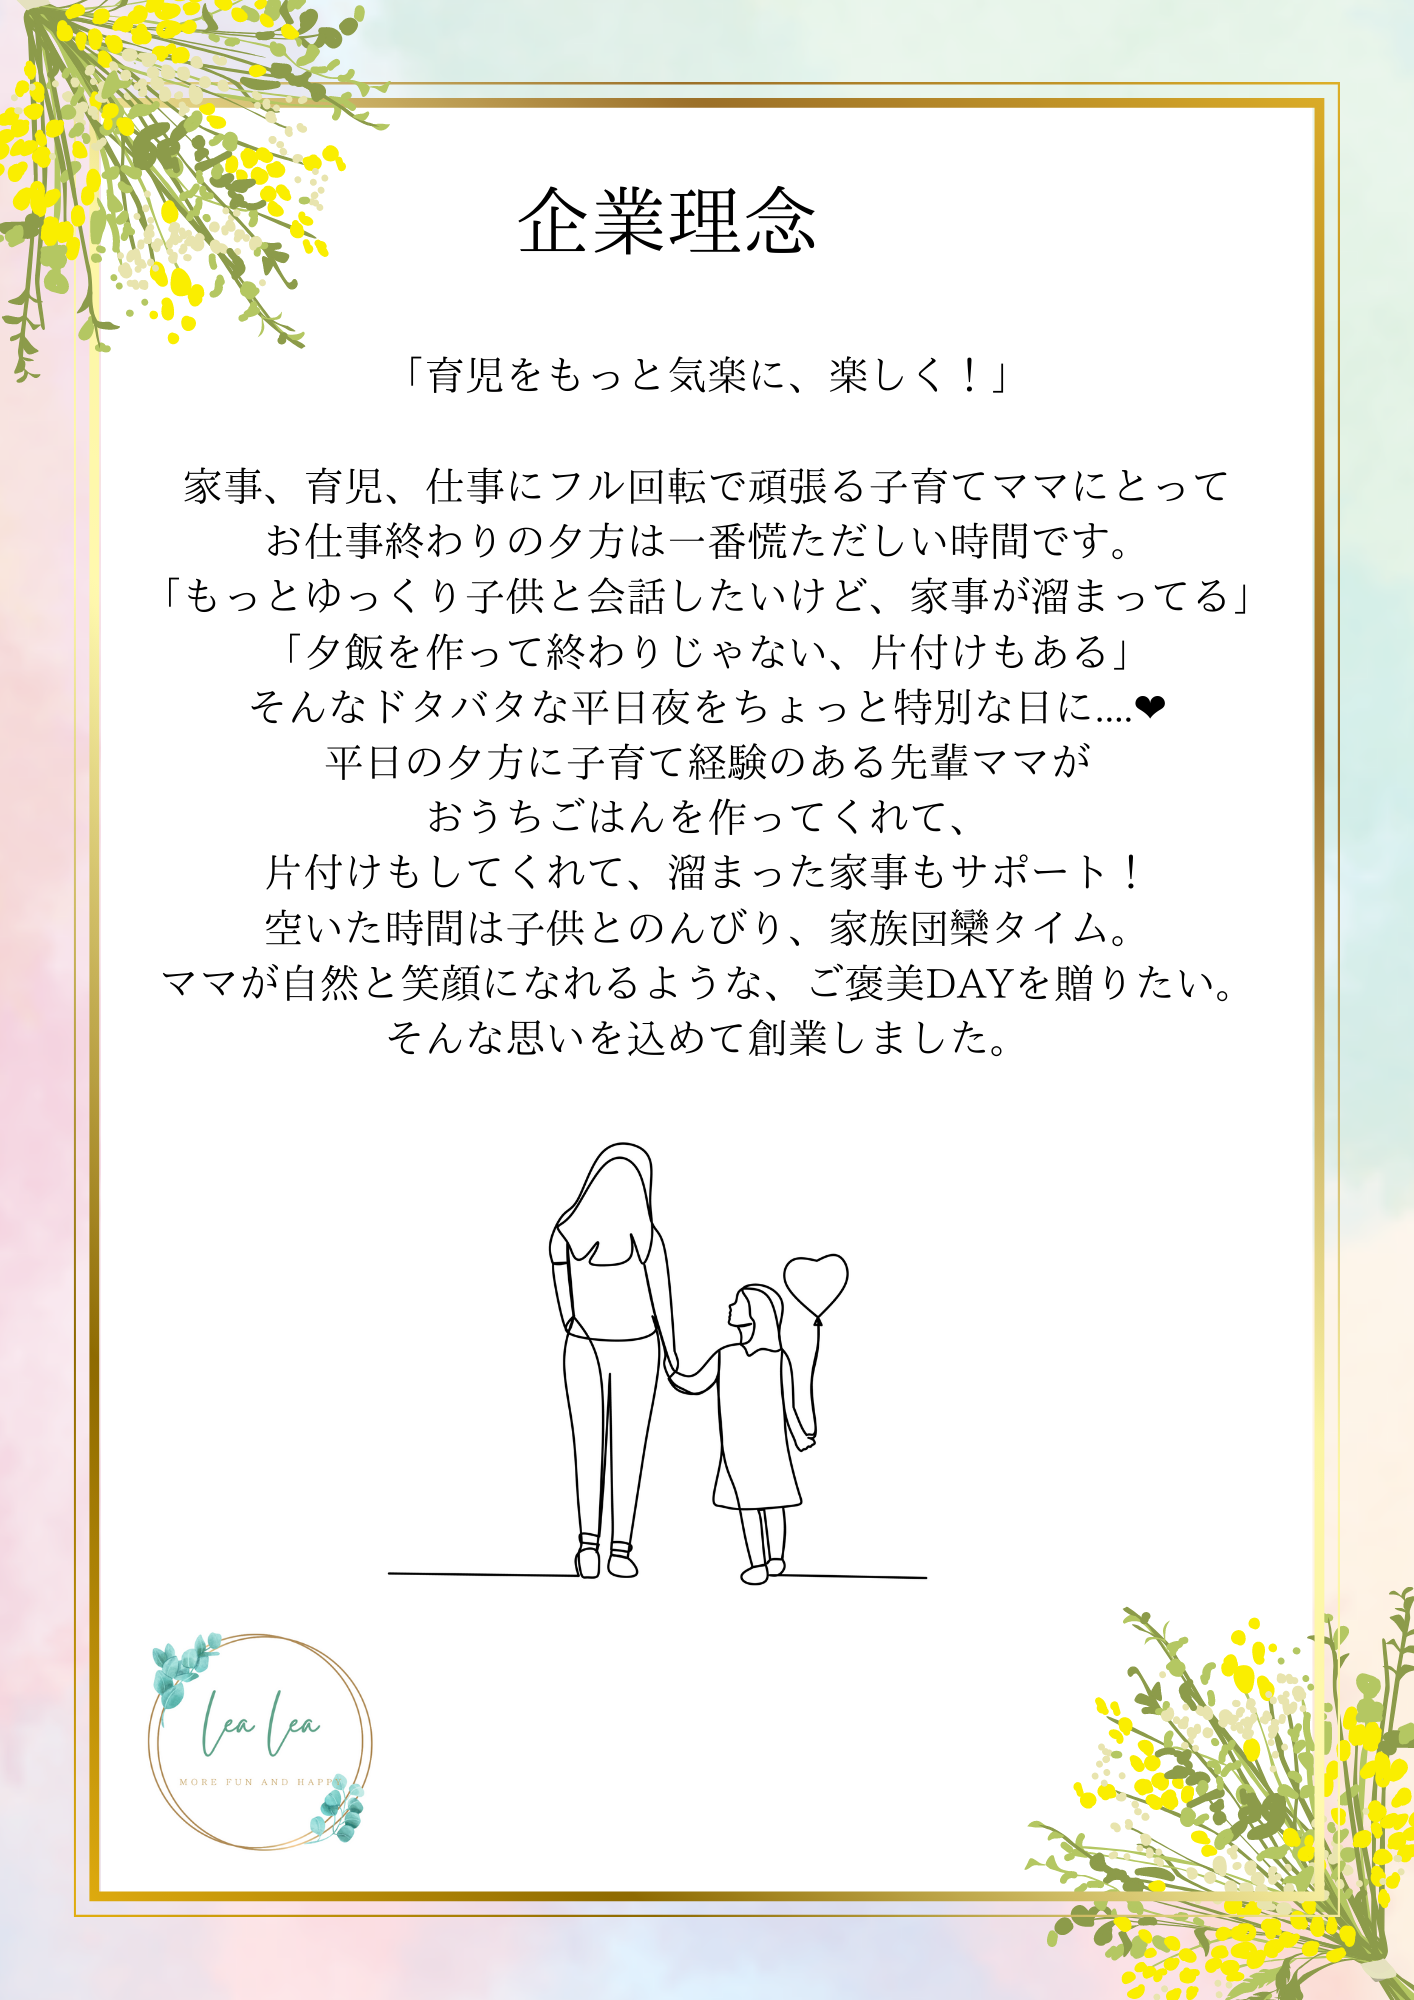 企業理念
「育児をもっと気楽に、楽しく！」
家事、育児、仕事にフル回転で頑張る子育てママにとって
お仕事終わりの夕方は一番慌ただしい時間です。
「もっとゆっくり子供と会話したいけど、家事が溜まってる」
「夕飯を作って終わりじゃない、片付けもある」
そんなドタバタな平日夜をちょっと特別な日に....❤
平日の夕方に子育て経験のある先輩ママが
おうちごはんを作ってくれて、
片付けもしてくれて、溜まった家事もサポート！
空いた時間は子供とのんびり、家族団欒タイム。
ママが自然と笑顔になれるような、ご褒美DAYを贈りたい。
そんな思いを込めて創業しました。
Lea Lea
MORE FUN AND HAPPY